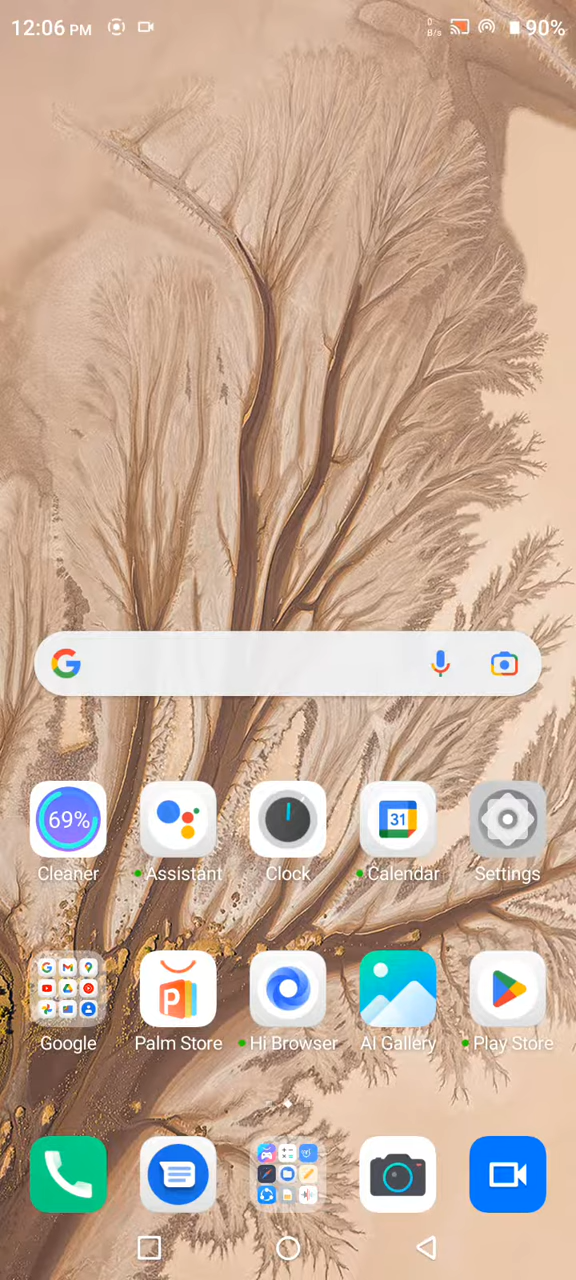 12:06 PM
0 B/s
90%
69%
31
Cleaner
Assistant
Clock
Calendar
Settings
Google
Palm Store
Hi Browser
AI Gallery
Play Store